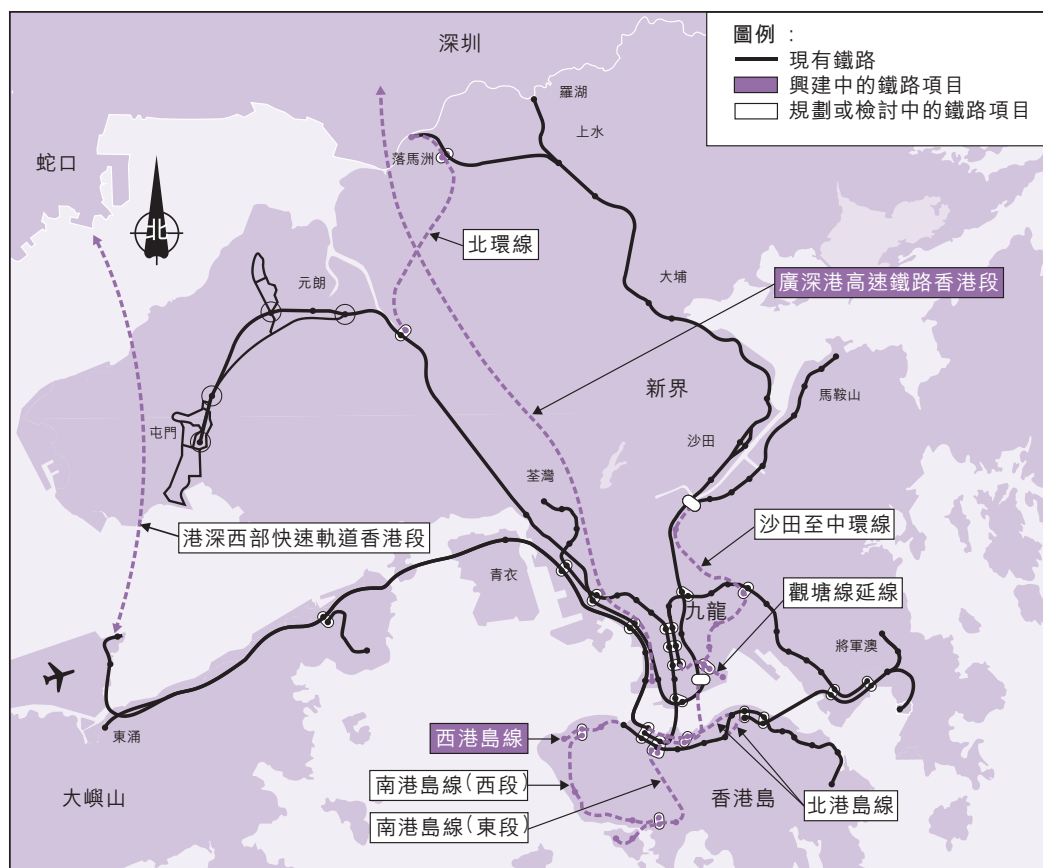 深圳
圖例 :
現有鐵路
興建中的鐵路項目
規劃或檢討中的鐵路項目
羅湖
上水
蛇口
落馬洲
北
北環線
元朗
大埔
廣深港高速鐵路香港段
新界
馬鞍山
屯門
沙田
荃灣
沙田至中環線
港深西部快速軌道香港段
青衣
觀塘線延線
九龍
將軍澳
東涌
西港島線
大嶼山
南港島線(西段)
香港島
北港島線
南港島線(東段)